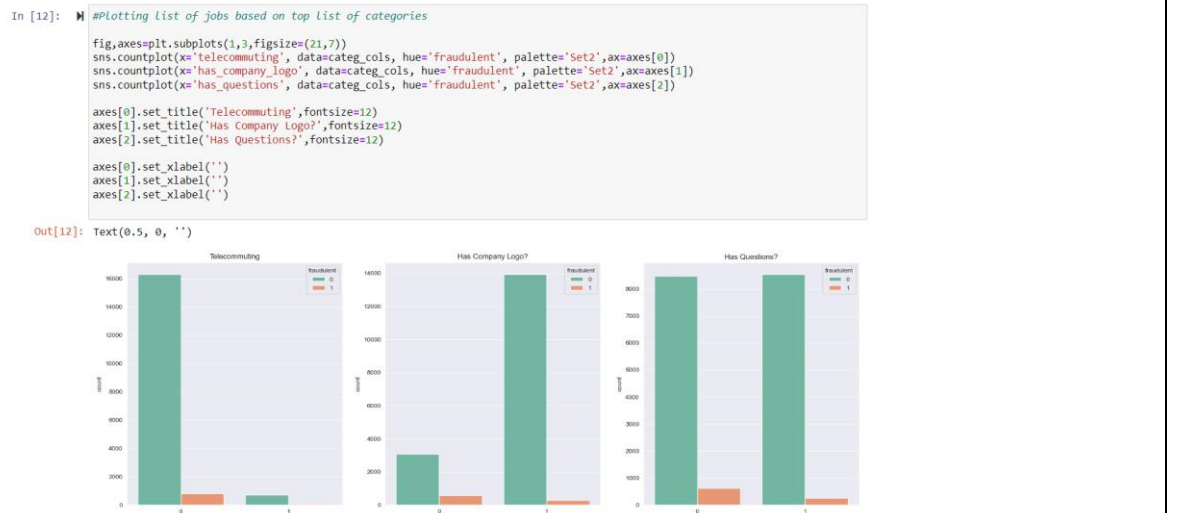 In [12]: #Plotting list of jobs based on top list of categories
fig,axes=plt.subplots(1,3,figsize=(21,7))
sns.countplot(x='telecommuting', data=categ_cols, hue='fraudulent', palette='Set2',ax=axes[0])
sns.countplot(x='has_company_logo', data=categ_cols, hue='fraudulent', palette='Set2',ax=axes[1])
sns.countplot(x='has_questions', data=categ_cols, hue='fraudulent', palette='Set2',ax=axes[2])
axes[0].set_title('Telecommuting',fontsize=12)
axes[1].set_title('Has Company Logo?',fontsize=12)
axes[2].set_title('Has Questions?',fontsize=12)
axes[0].set_xlabel('')
axes[1].set_xlabel('')
axes[2].set_xlabel('')
Out[12]: Text(0.5, 0, '')
Telecommuting
fraudulent
0
1
16000
14000
12000
10000
8000
6000
4000
2000
0
count
0 1
Has Company Logo?
fraudulent
0
1
14000
12000
10000
8000
6000
4000
2000
0
count
0 1
Has Questions?
fraudulent
0
1
8000
7000
6000
5000
4000
3000
2000
1000
0
count
0 1